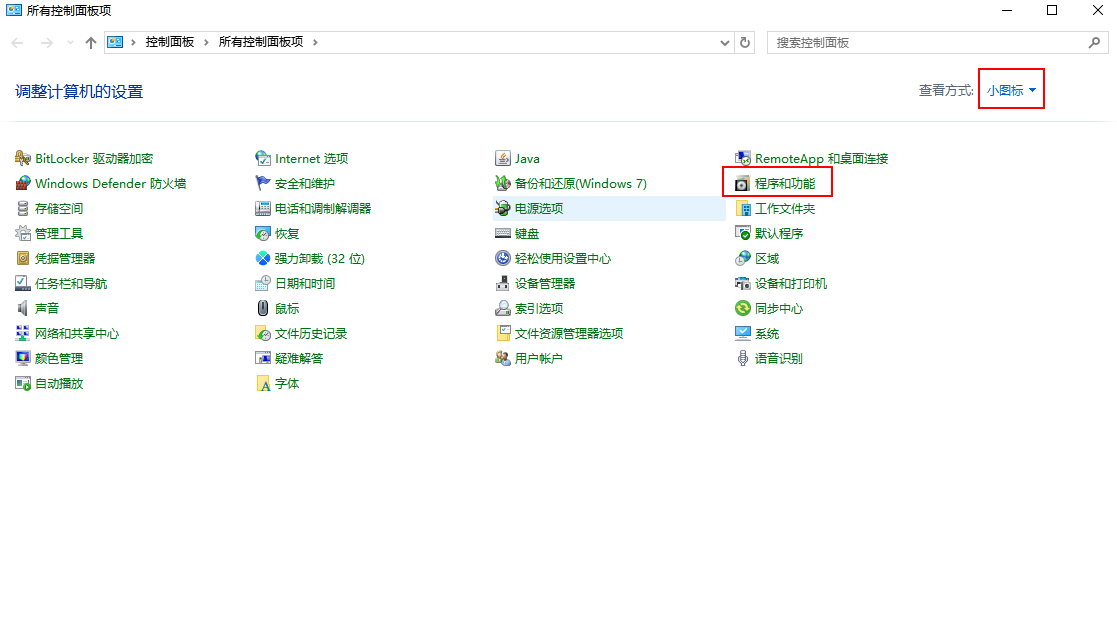 所有控制面板项
控制面板 所有控制面板项
搜索控制面板
调整计算机的设置
查看方式: 小图标
BitLocker 驱动器加密
Internet 选项
Java
RemoteApp 和桌面连接
Windows Defender 防火墙
安全和维护
备份和还原(Windows 7)
程序和功能
存储空间
电话和调制解调器
电源选项
工作文件夹
管理工具
恢复
键盘
默认程序
凭据管理器
强力卸载 (32 位)
轻松使用设置中心
区域
任务栏和导航
日期和时间
设备管理器
设备和打印机
声音
鼠标
索引选项
同步中心
网络和共享中心
文件历史记录
文件资源管理器选项
系统
颜色管理
疑难解答
用户帐户
语音识别
自动播放
字体